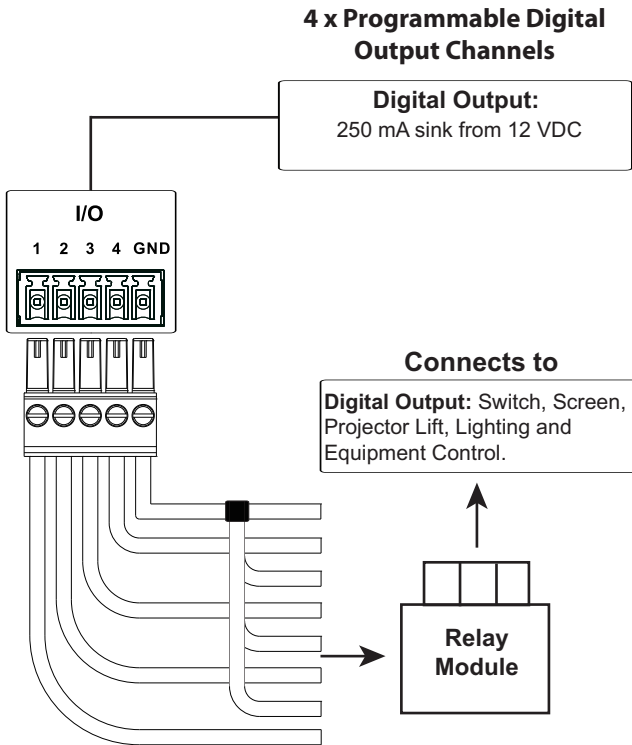 4 x Programmable Digital
Output Channels
Digital Output:
250 mA sink from 12 VDC
I/O
1 2 3 4 GND
Connects to
Digital Output: Switch, Screen,
Projector Lift, Lighting and
Equipment Control.
Relay
Module